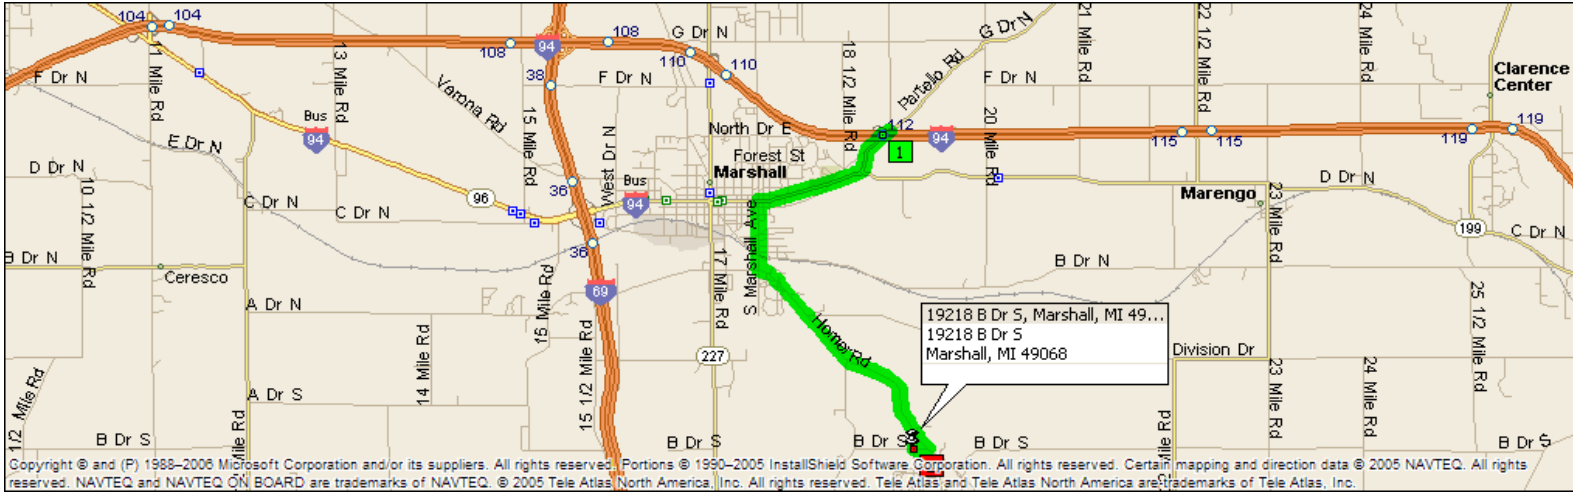 104
104
108
94
108
G Dr N
G Dr N
21 Mile Rd
22 1/2 Mile Rd
24 Mile Rd
11 Mile Rd
13 Mile Rd
F Dr N
Verona Rd
38
110
110
F Dr N
18 1/2 Mile Rd
Partello Rd
F Dr N
Clarence
Center
Bus
94
15 Mile Rd
North Dr E
112
94
20 Mile Rd
115
115
119
119
E Dr N
West Dr N
Forest St
1
D Dr N
10 1/2 Mile Rd
Marshall
Bus
94
36
96
Marengo
D Dr N
23 Mile Rd
C Dr N
C Dr N
S Marshall Ave
199
C Dr N
36
B Dr N
Ceresco
17 Mile Rd
B Dr N
69
15 Mile Rd
A Dr N
25 1/2 Mile Rd
14 Mile Rd
15 1/2 Mile Rd
Homer Rd
19218 B Dr S, Marshall, MI 49...
19218 B Dr S
Marshall, MI 49068
227
Division Dr
23 Mile Rd
24 Mile Rd
1/2 Mile Rd
A Dr S
Mile Rd
B Dr S
B Dr S
B Dr S
B Dr S
Mile Rd
B Dr S
Copyright © and (P) 1988–2006 Microsoft Corporation and/or its suppliers. All rights reserved. Portions © 1990–2005 InstallShield Software Corporation. All rights reserved. Certain mapping and direction data © 2005 NAVTEQ. All rights
reserved. NAVTEQ and NAVTEQ ON BOARD are trademarks of NAVTEQ. © 2005 Tele Atlas North America, Inc. All rights reserved. Tele Atlas and Tele Atlas North America are trademarks of Tele Atlas, Inc.